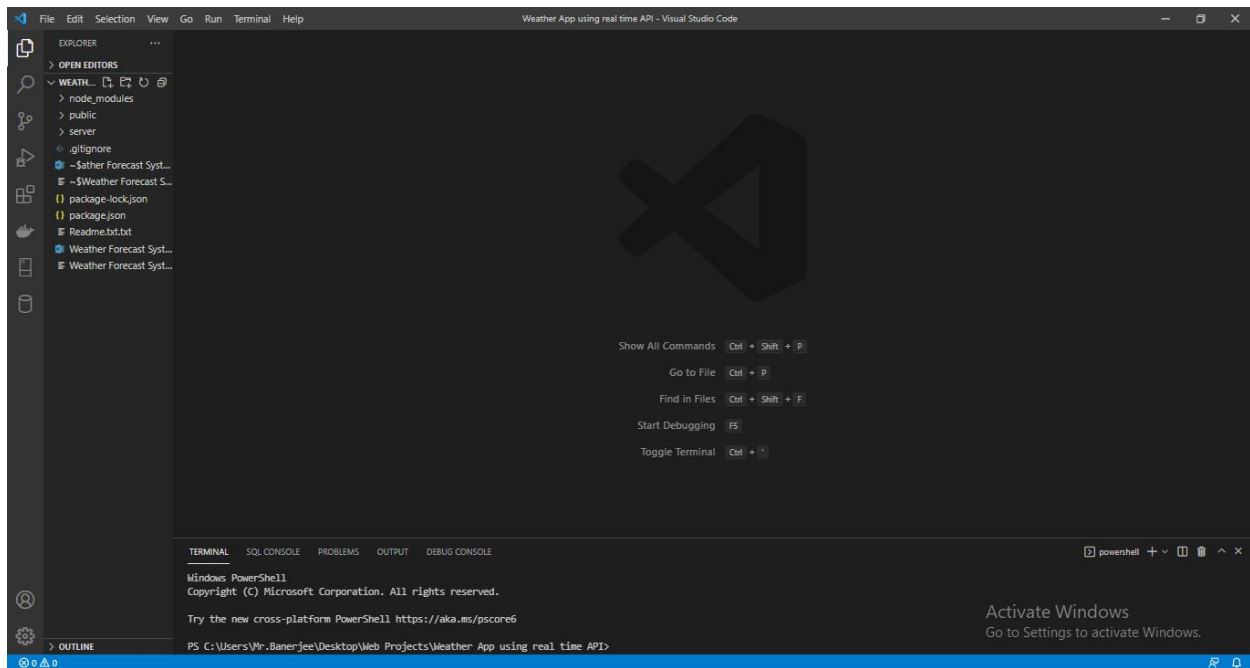 File Edit Selection View Go Run Terminal Help
Weather App using real time API - Visual Studio Code
EXPLORER
OPEN EDITORS
WEATH...
node_modules
public
server
.gitignore
~$ather Forecast Syst...
~$Weather Forecast S...
package-lock.json
package.json
Readme.txt.txt
Weather Forecast Syst...
Weather Forecast Syst...
OUTLINE
Show All Commands Ctrl + Shift + P
Go to File Ctrl + P
Find in Files Ctrl + Shift + F
Start Debugging F5
Toggle Terminal Ctrl + `
TERMINAL SQL CONSOLE PROBLEMS OUTPUT DEBUG CONSOLE
powershell
Windows PowerShell
Copyright (C) Microsoft Corporation. All rights reserved.
Try the new cross-platform PowerShell https://aka.ms/pscore6
PS C:\Users\Mr.Banerjee\Desktop\Web Projects\Weather App using real time API>
Activate Windows
Go to Settings to activate Windows.
0 0